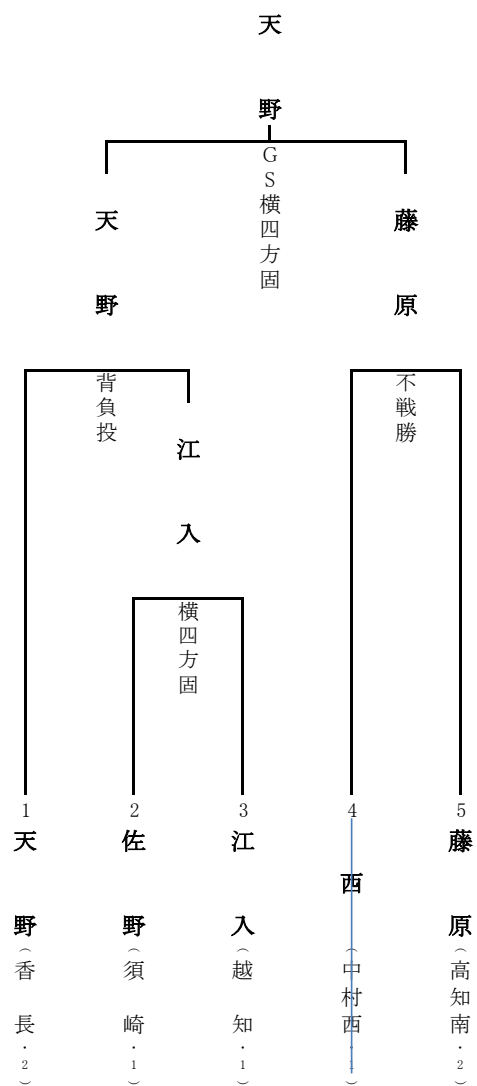 天野
GS横四方固
天野
藤原
背負投
不戦勝
江入
横四方固
1
天野（香長・2）
2
佐野（須崎・1）
3
江入（越知・1）
4
西（中村西・1）
5
藤原（高知南・2）